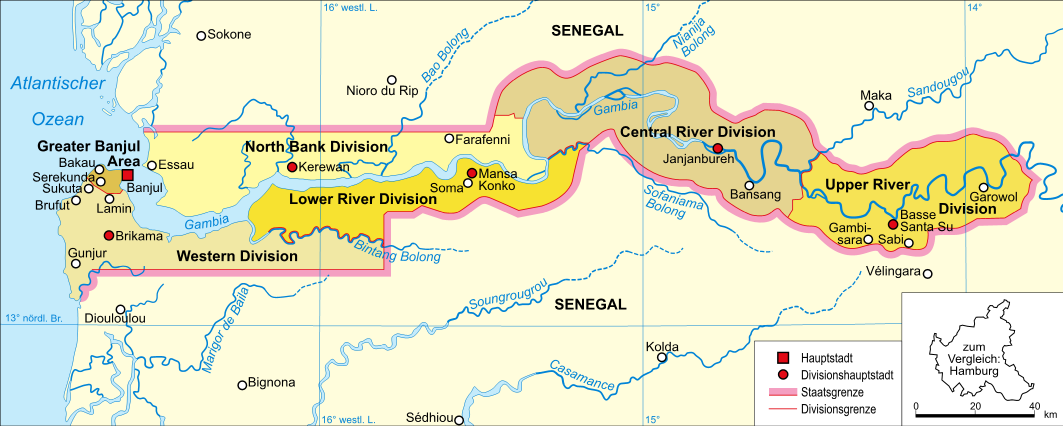 16° westl. L.
15°
14°
SENEGAL
Sokone
Bao Bolong
Nianija
Bolong
Atlantischer
Ozean
Nioro du Rip
Maka
Sandougou
Gambia
Greater Banjul
Area
Bakau
Serekunda
Sukuta
Banjul
Brufut
Lamin
Essau
North Bank Division
Kerewan
Farafenni
Central River Division
Janjanbureh
Mansa
Konko
Soma
Lower River Division
Bansang
Sofaniama
Bolong
Upper River
Division
Garowol
Basse
Santa Su
Gambi-
sara
Sabi
Gambia
Brikama
Gunjur
Western Division
Bintang Bolong
Vélingara
Soungrougrou
SENEGAL
13° nördl. Br.
Diouloulou
Marigor de Baïla
Kolda
Casamance
Bignona
Sédhiou
16° westl. L.
15°
Hauptstadt
Divisionshauptstadt
Staatsgrenze
Divisionsgrenze
zum
Vergleich:
Hamburg
0 20 40
km